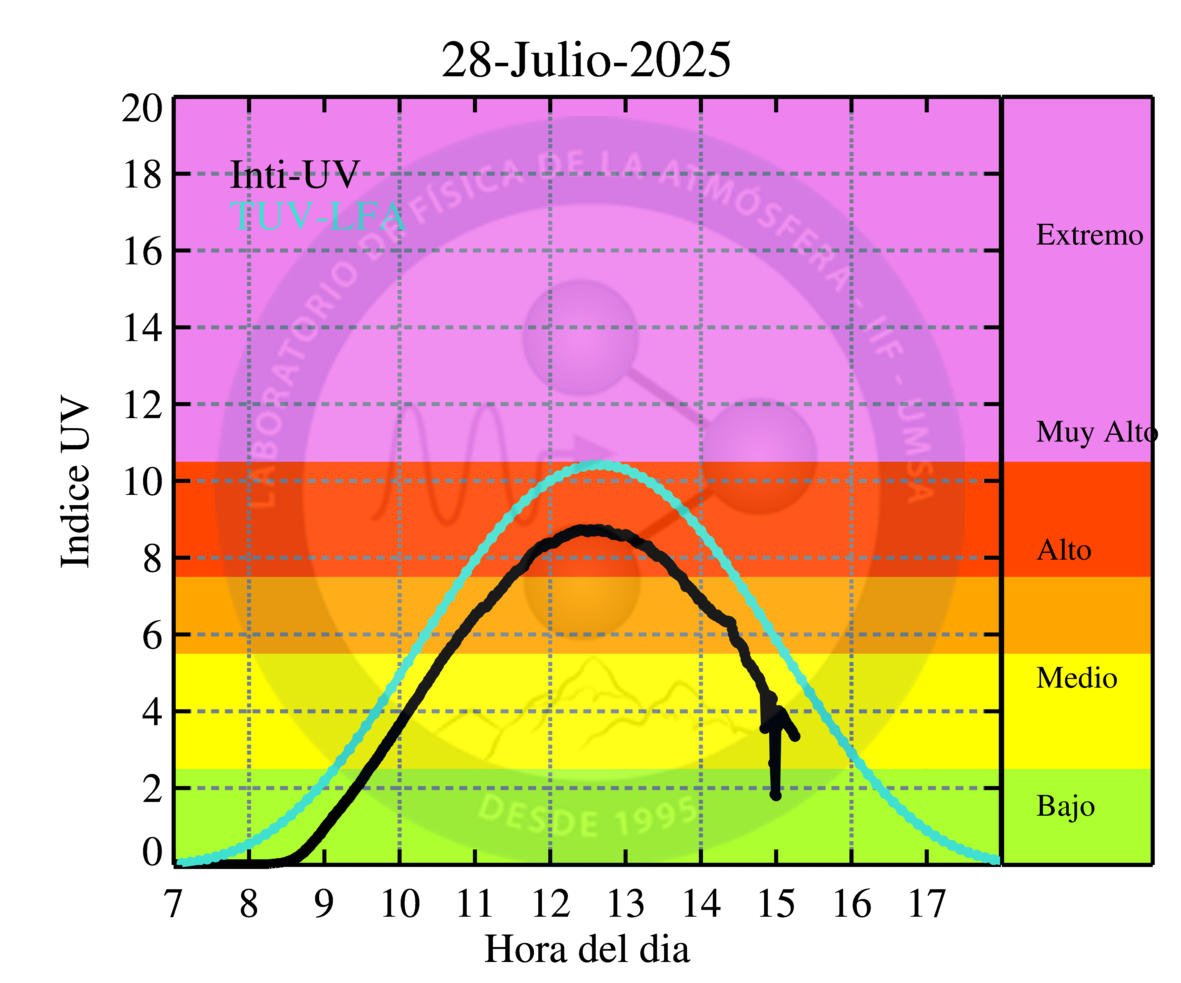 28-Julio-2025
Indice UV
20
18
16
14
12
10
8
6
4
2
0
Inti-UV
TUV-LFA
LABORATORIO DE FÍSICA DE LA ATMÓSFERA - IIF - UMSA
DESDE 1995
Extremo
Muy Alto
Alto
Medio
Bajo
7 8 9 10 11 12 13 14 15 16 17
Hora del dia